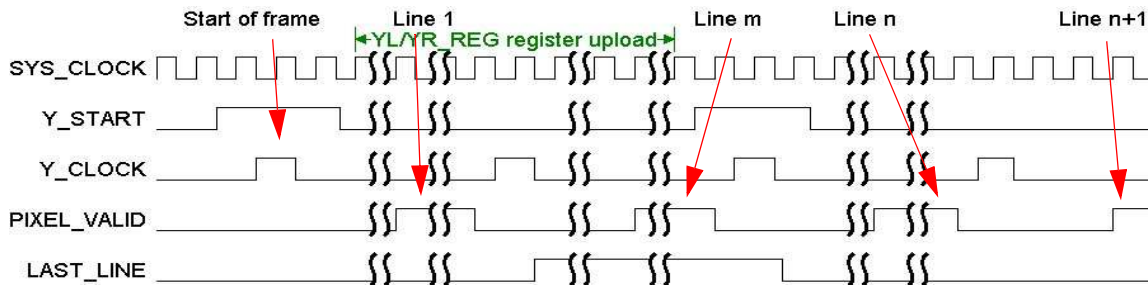 Start of frame Line 1 Line m Line n Line n+1
YL/YR_REG register upload
SYS_CLOCK
Y_START
Y_CLOCK
PIXEL_VALID
LAST_LINE